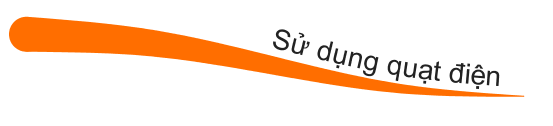 Sử dụng quạt điện